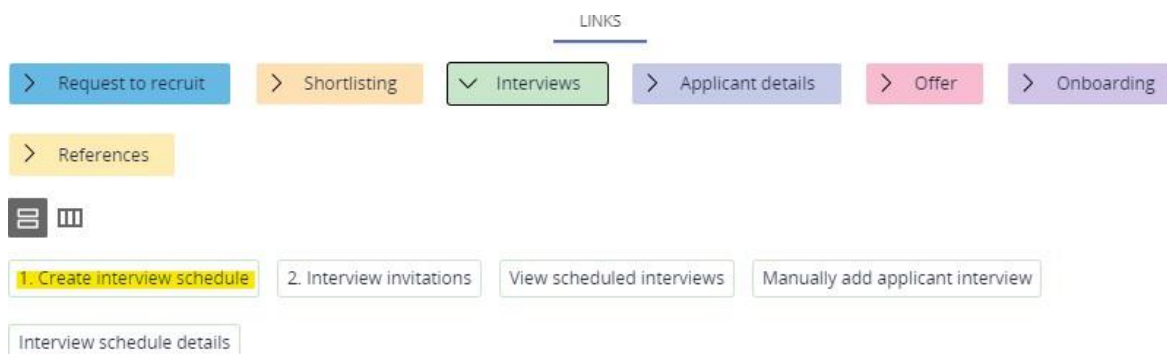 LINKS
Request to recruit Shortlisting Interviews Applicant details Offer Onboarding
References
1. Create interview schedule 2. Interview invitations View scheduled interviews Manually add applicant interview
Interview schedule details